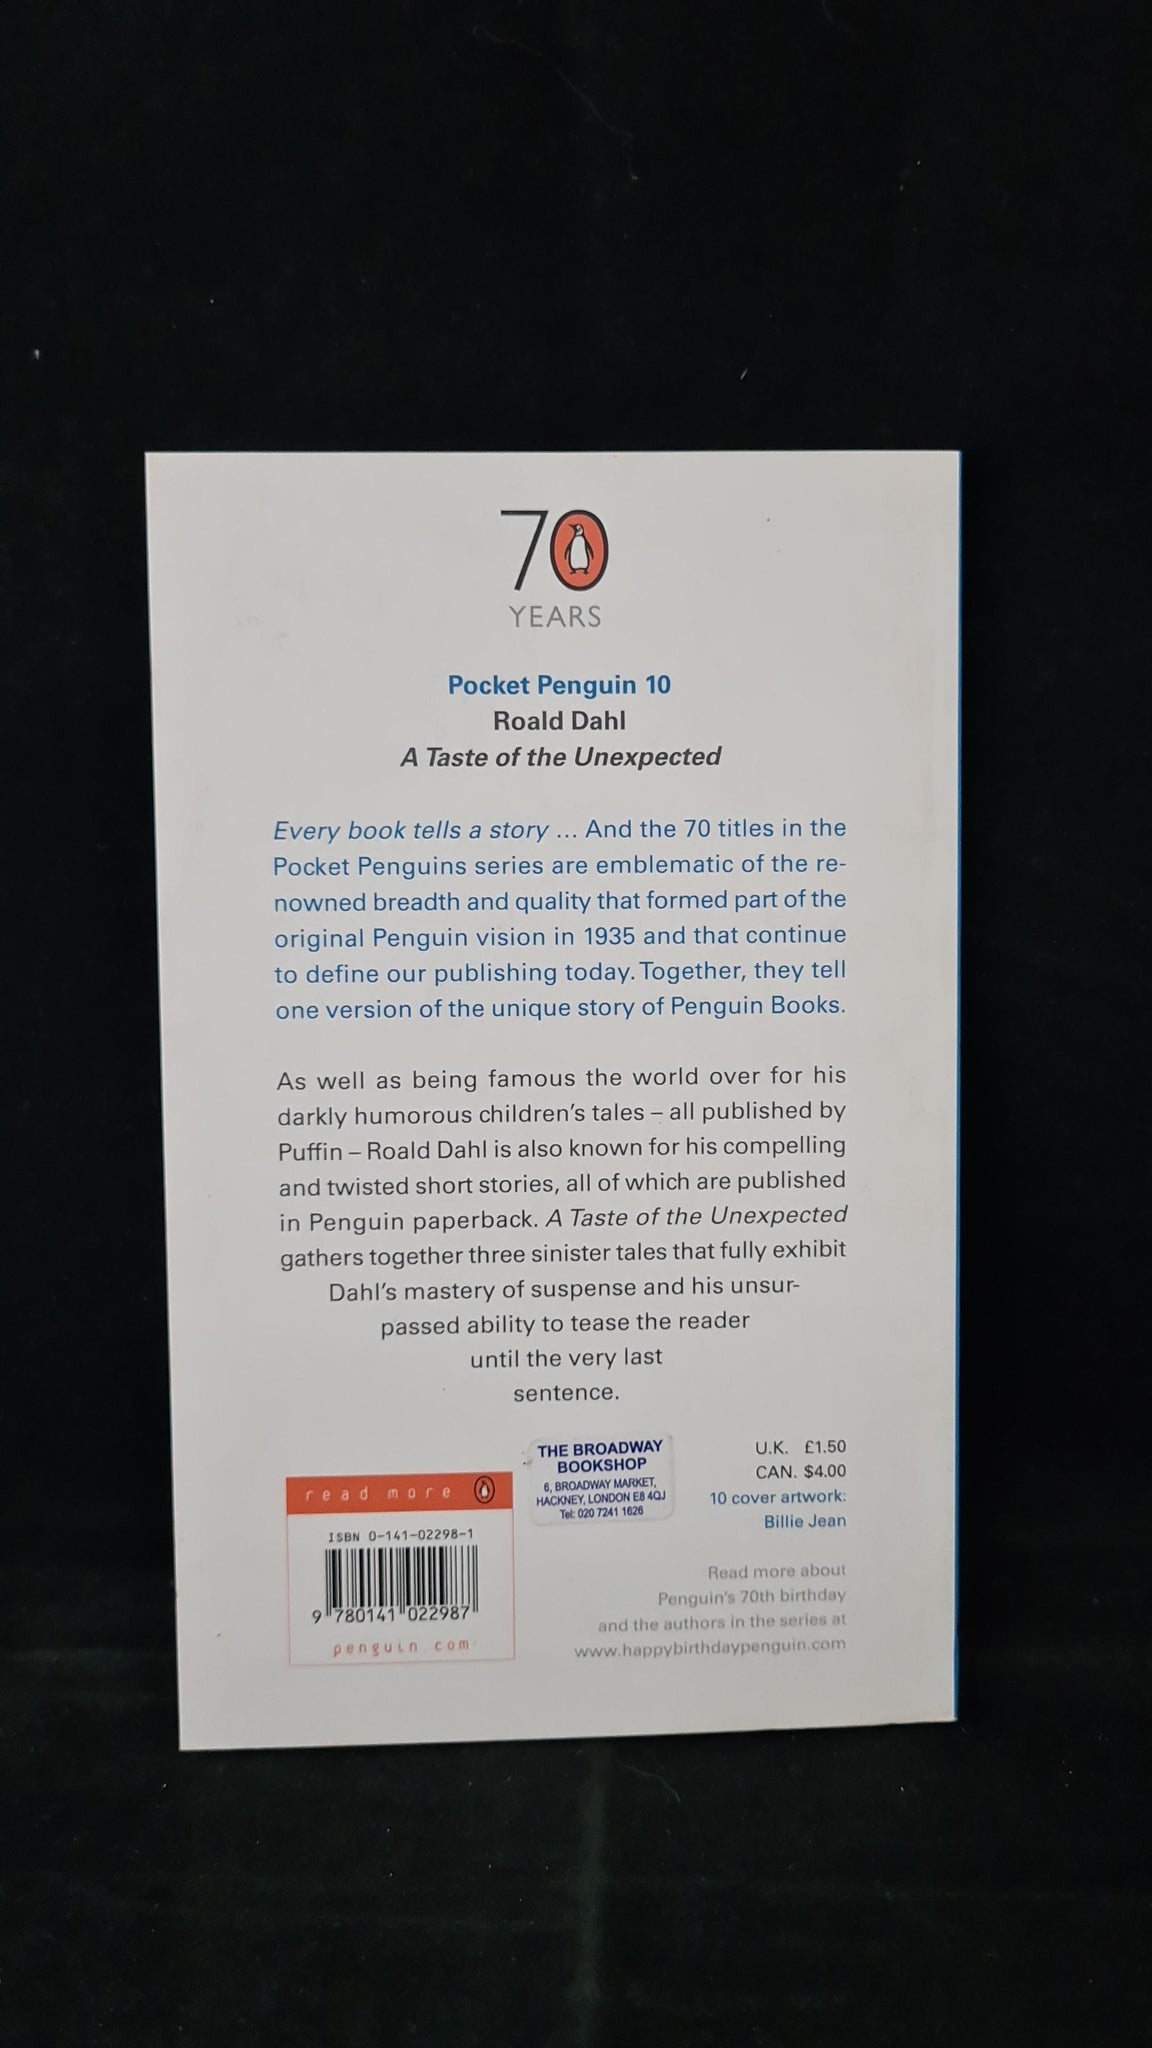 70
YEARS
Pocket Penguin 10
Roald Dahl
A Taste of the Unexpected
Every book tells a story ... And the 70 titles in the
Pocket Penguins series are emblematic of the re-
nowned breadth and quality that formed part of the
original Penguin vision in 1935 and that continue
to define our publishing today. Together, they tell
one version of the unique story of Penguin Books.
As well as being famous the world over for his
darkly humorous children's tales – all published by
Puffin – Roald Dahl is also known for his compelling
and twisted short stories, all of which are published
in Penguin paperback. A Taste of the Unexpected
gathers together three sinister tales that fully exhibit
Dahl's mastery of suspense and his unsur-
passed ability to tease the reader
until the very last
sentence.
read more
ISBN 0-141-02298-1
9 780141 022987
penguin.com
THE BROADWAY
BOOKSHOP
6, BROADWAY MARKET,
HACKNEY, LONDON E8 4QJ
Tel: 020 7241 1626
U.K. £1.50
CAN. $4.00
10 cover artwork:
Billie Jean
Read more about
Penguin's 70th birthday
and the authors in the series at
www.happybirthdaypenguin.com